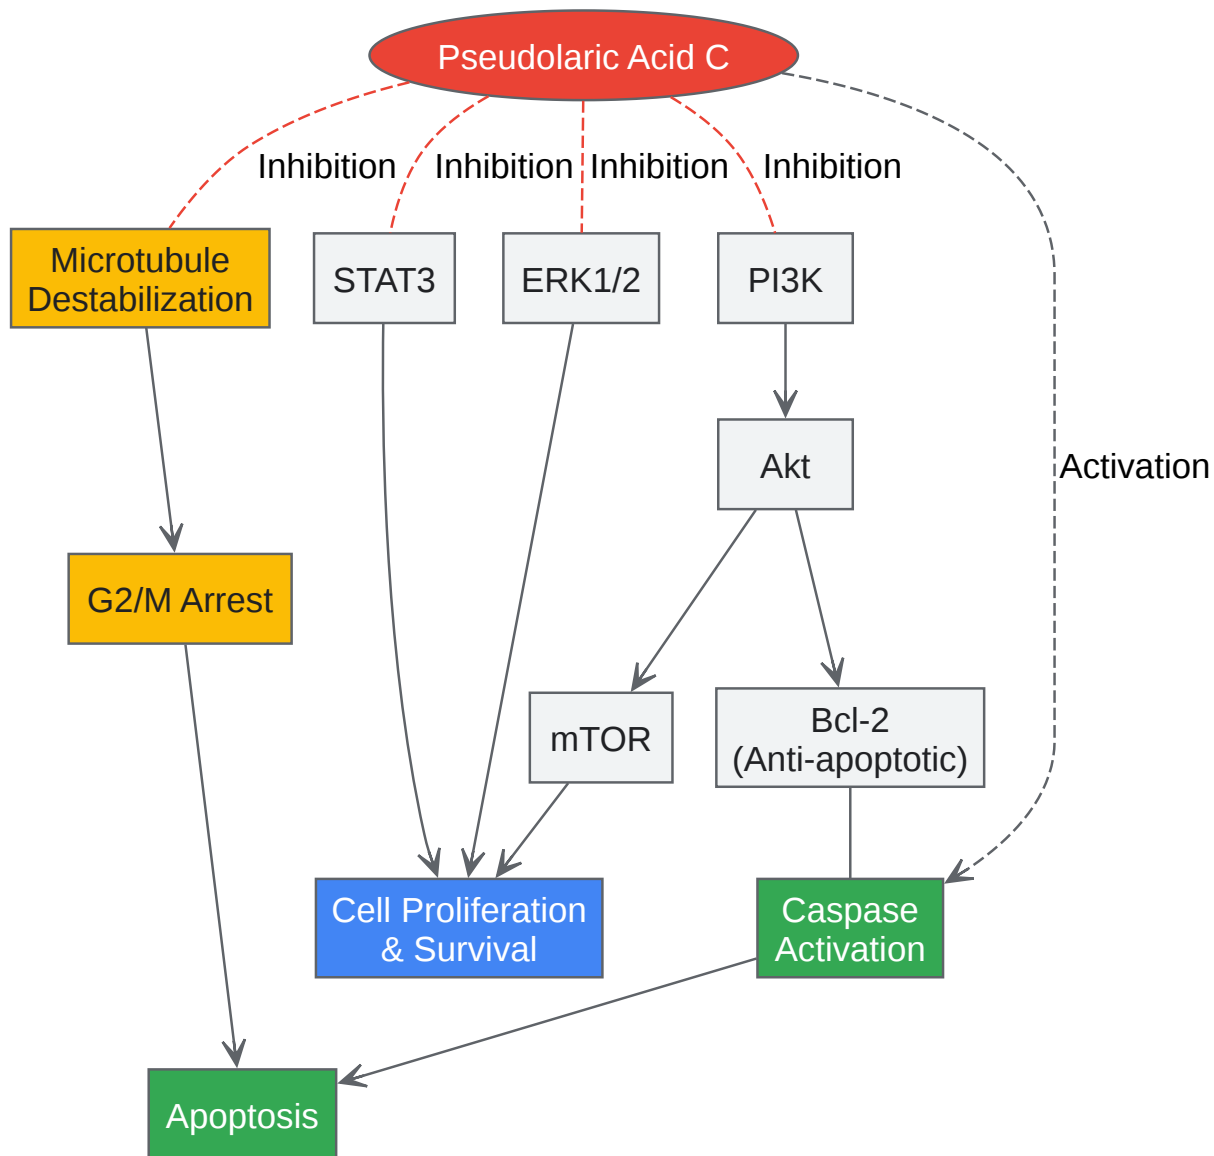 Pseudolaric Acid C
Inhibition
Inhibition
Inhibition
Inhibition
Microtubule
Destabilization
STAT3
ERK1/2
PI3K
Akt
Activation
G2/M Arrest
mTOR
Bcl-2
(Anti-apoptotic)
Cell Proliferation
& Survival
Caspase
Activation
Apoptosis